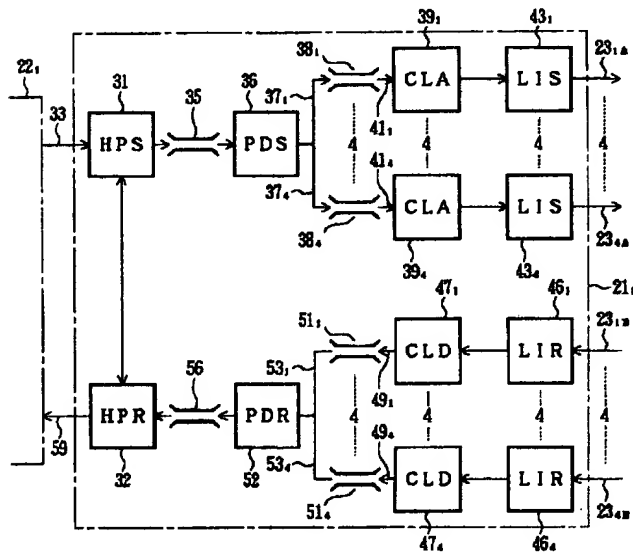 22₁
33
31
HPS
35
36
PDS
38₁
37₁
37₄
38₄
4
39₁
CLA
41₁
4
41₄
CLA
39₄
43₁
LIS
4
LIS
43₄
23₁A
4
23₄A
21₁
59
HPR
32
56
PDR
52
51₁
53₁
53₄
51₄
4
47₁
CLD
49₁
4
49₄
CLD
47₄
46₁
LIR
4
LIR
46₄
23₁B
4
23₄B